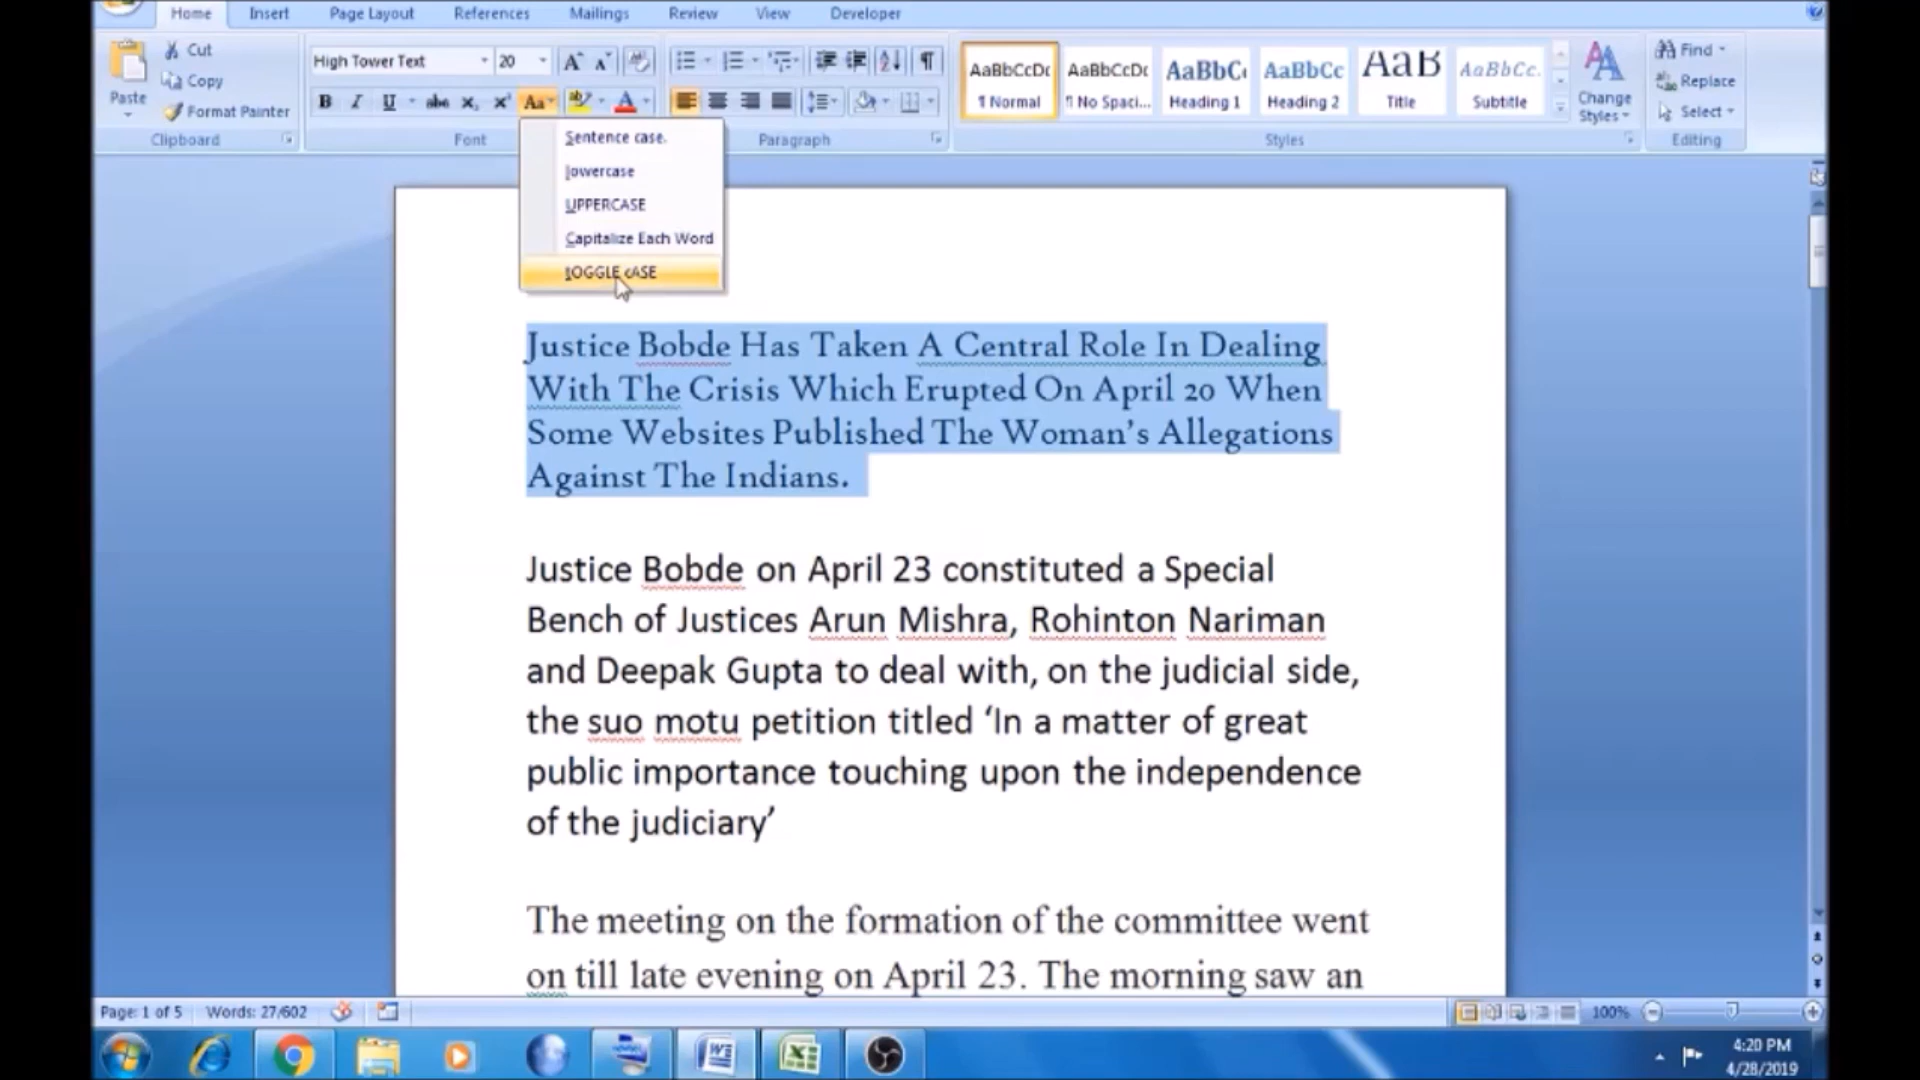 Home Insert Page Layout References Mailings Review View Developer
Cut
Copy
Format Painter
Paste
Clipboard
High Tower Text 20
B I U abc x₂ x² Aa A
Font
Paragraph
AaBbCcDc AaBbCcDc AaBbC AaBbCc AaB AaBbCc.
¶ Normal ¶ No Spaci... Heading 1 Heading 2 Title Subtitle
Change
Styles
Styles
Find
Replace
Select
Editing
Sentence case.
lowercase
UPPERCASE
Capitalize Each Word
tOGGLE cASE
Justice Bobde Has Taken A Central Role In Dealing
With The Crisis Which Erupted On April 20 When
Some Websites Published The Woman’s Allegations
Against The Indians.
Justice Bobde on April 23 constituted a Special
Bench of Justices Arun Mishra, Rohinton Nariman
and Deepak Gupta to deal with, on the judicial side,
the suo motu petition titled ‘In a matter of great
public importance touching upon the independence
of the judiciary’
The meeting on the formation of the committee went
on till late evening on April 23. The morning saw an
Page: 1 of 5 Words: 27/602 100%
4:20 PM
4/28/2019